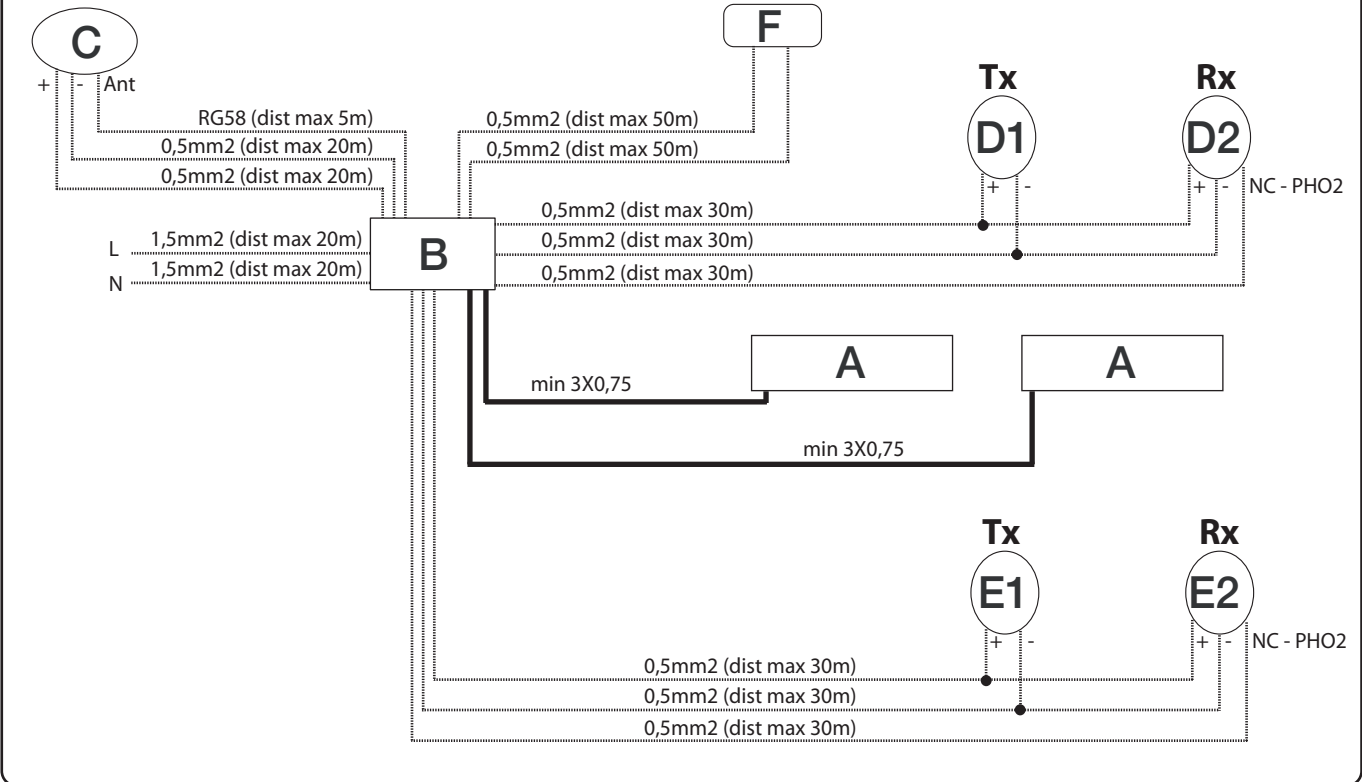 C
F
+ - Ant
Tx
Rx
D1
D2
RG58 (dist max 5m)
0,5mm2 (dist max 20m)
0,5mm2 (dist max 20m)
0,5mm2 (dist max 50m)
0,5mm2 (dist max 50m)
+ -
+ - NC - PHO2
L 1,5mm2 (dist max 20m)
N 1,5mm2 (dist max 20m)
B
0,5mm2 (dist max 30m)
0,5mm2 (dist max 30m)
0,5mm2 (dist max 30m)
A
A
min 3X0,75
min 3X0,75
Tx
Rx
E1
E2
+ -
+ - NC - PHO2
0,5mm2 (dist max 30m)
0,5mm2 (dist max 30m)
0,5mm2 (dist max 30m)